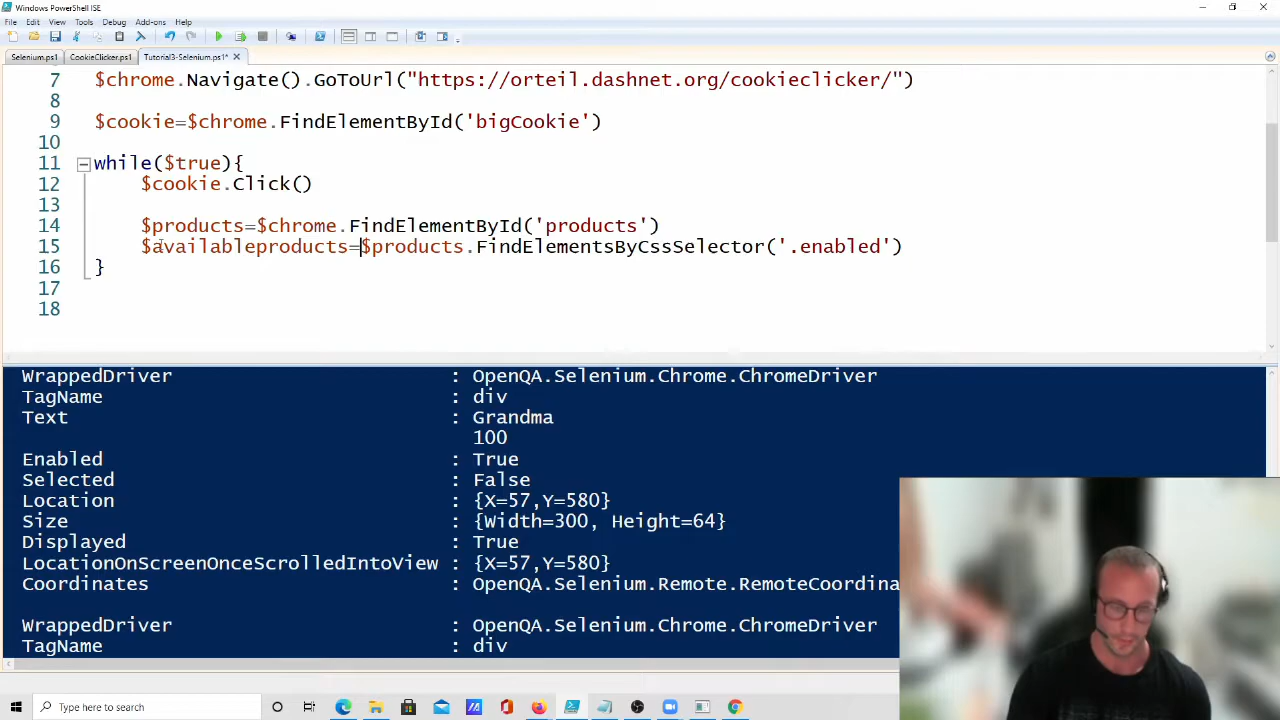 Windows PowerShell ISE
File Edit View Tools Debug Add-ons Help
Selenium.ps1 CookieClicker.ps1 Tutorial3-Selenium.ps1*
7 $chrome.Navigate().GoToUrl("https://orteil.dashnet.org/cookieclicker/")
8
9 $cookie=$chrome.FindElementById('bigCookie')
10
11 while($true){
12 $cookie.Click()
13
14 $products=$chrome.FindElementById('products')
15 $availableproducts=$products.FindElementsByCssSelector('.enabled')
16 }
17
18
WrappedDriver : OpenQA.Selenium.Chrome.ChromeDriver
TagName : div
Text : Grandma
100
Enabled : True
Selected : False
Location : {X=57,Y=580}
Size : {Width=300, Height=64}
Displayed : True
LocationOnScreenOnceScrolledIntoView : {X=57,Y=580}
Coordinates : OpenQA.Selenium.Remote.RemoteCoordina
WrappedDriver : OpenQA.Selenium.Chrome.ChromeDriver
TagName : div
Type here to search